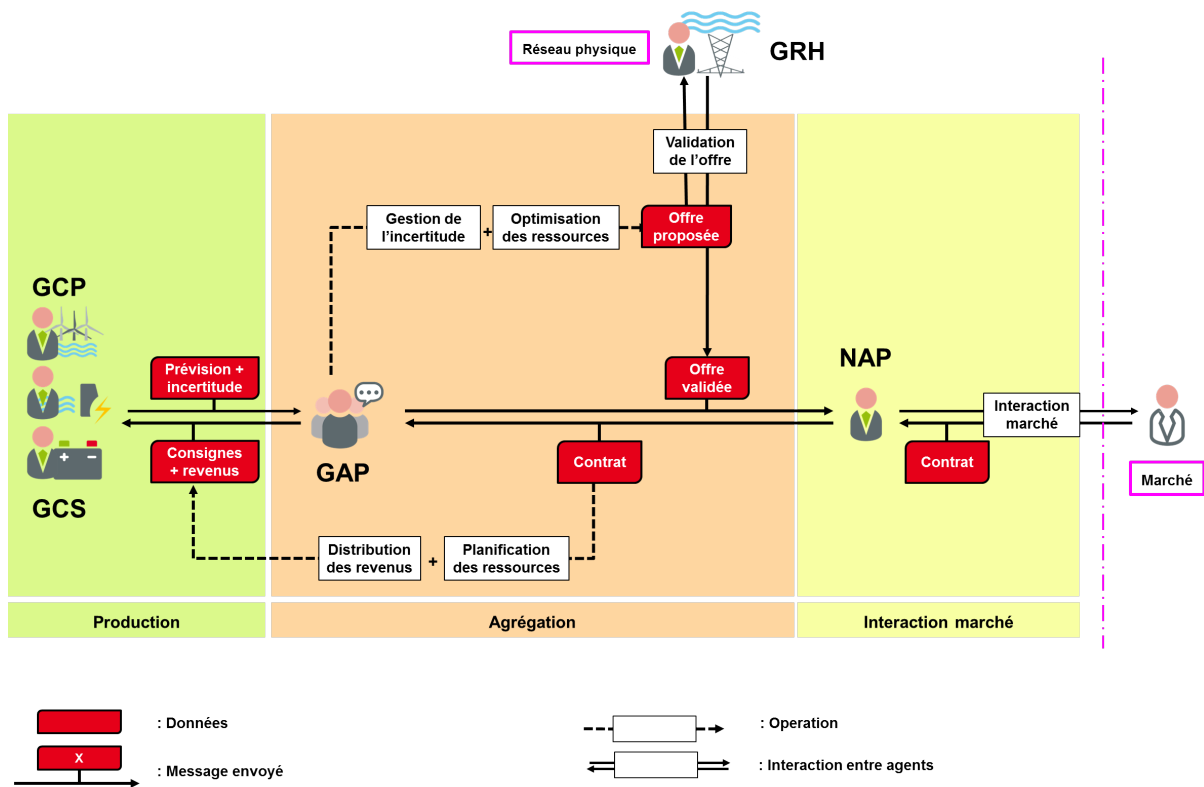 Réseau physique
GRH
Validation
de l'offre
Gestion de
l'incertitude
+
Optimisation
des ressources
Offre
proposée
GCP
Prévision +
incertitude
Offre
validée
NAP
Interaction
marché
Consignes
+ revenus
GAP
Contrat
Contrat
Marché
+ −
GCS
Distribution
des revenus
+
Planification
des ressources
Production
Agrégation
Interaction marché
: Données
: Operation
X
: Message envoyé
: Interaction entre agents